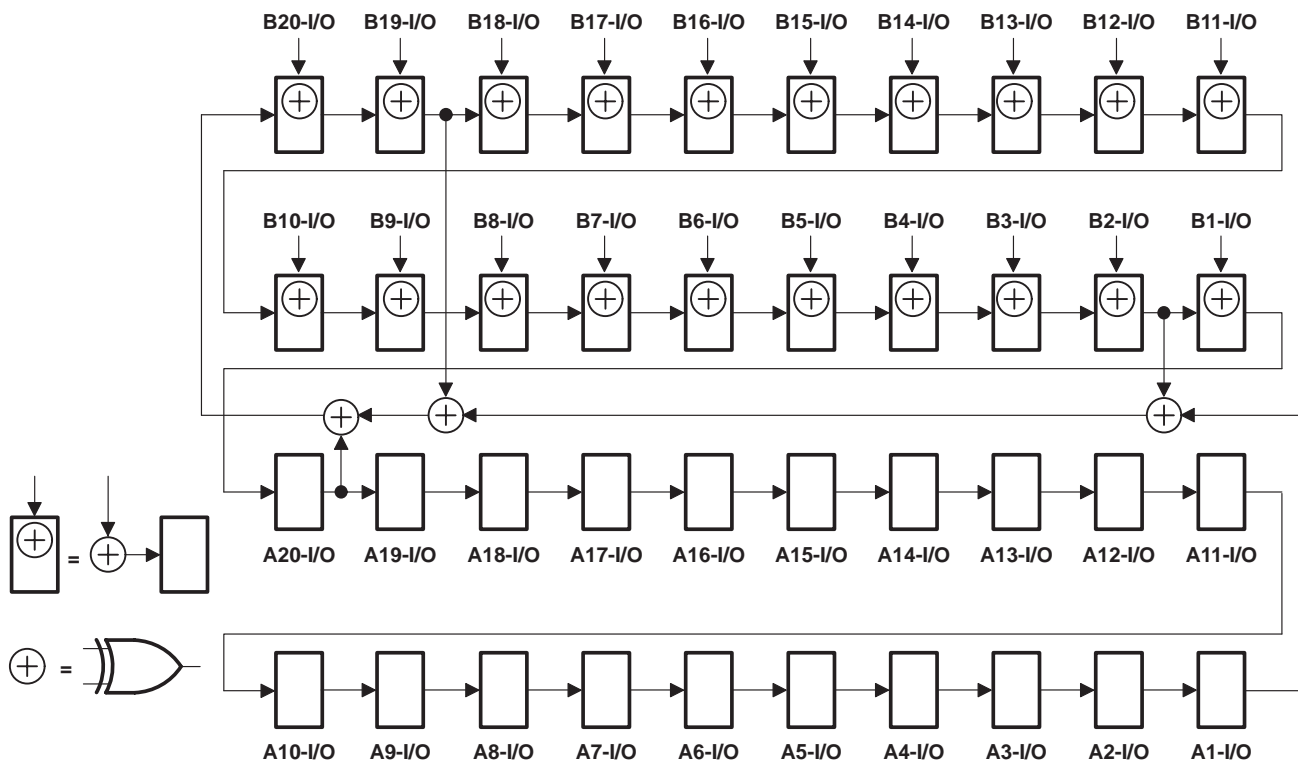 B20-I/O B19-I/O B18-I/O B17-I/O B16-I/O B15-I/O B14-I/O B13-I/O B12-I/O B11-I/O
B10-I/O B9-I/O B8-I/O B7-I/O B6-I/O B5-I/O B4-I/O B3-I/O B2-I/O B1-I/O
=
A20-I/O A19-I/O A18-I/O A17-I/O A16-I/O A15-I/O A14-I/O A13-I/O A12-I/O A11-I/O
=
A10-I/O A9-I/O A8-I/O A7-I/O A6-I/O A5-I/O A4-I/O A3-I/O A2-I/O A1-I/O